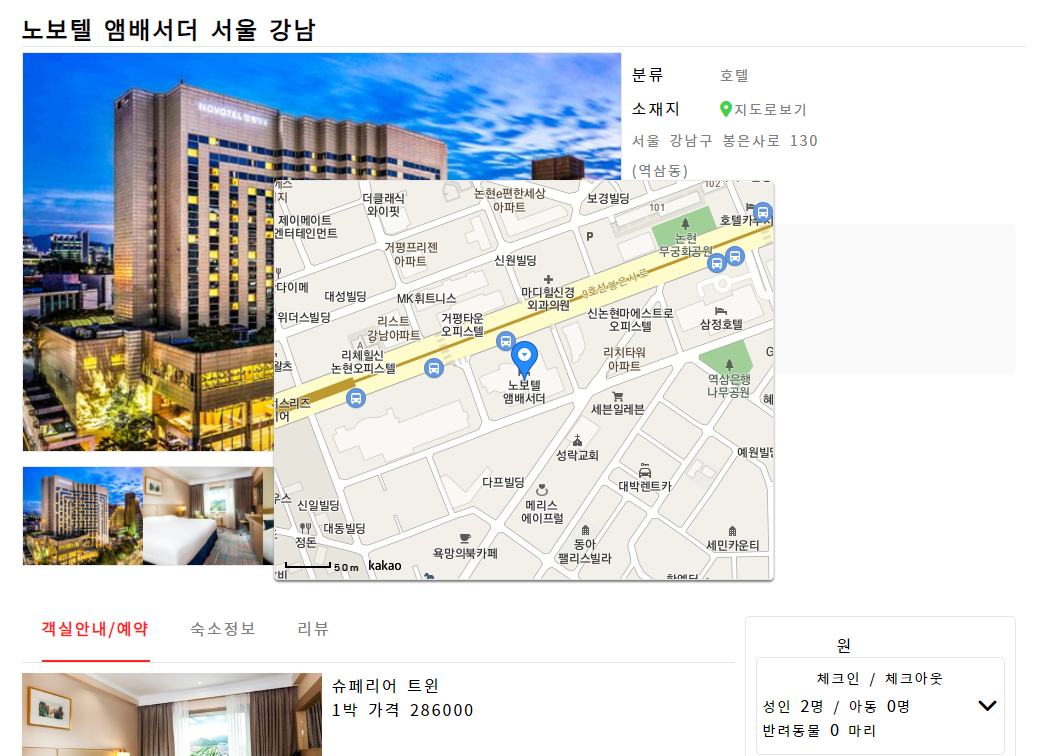 노보텔 앰배서더 서울 강남
NOVOTEL
분류 호텔
소재지 지도로보기
서울 강남구 봉은사로 130
(역삼동)
102
더클래식
와이핏
논현e편한세상
아파트
보경빌딩
101
제이메이트
엔터테인먼트
P
논현
무궁화공원
거평프리젠
아파트
신원빌딩
다이메
대성빌딩
MK휘트니스
마디힐신경
외과의원
9호선 봉은사로
위더스빌딩
리스트
강남아파트
거평타운
오피스텔
신논현마에스트로
오피스텔
삼정호텔
리체힐신
논현오피스텔
리치타워
아파트
노보텔
앰배서더
역삼은행
나무공원
세븐일레븐
성락교회
예원빌딩
대박렌트카
다프빌딩
신일빌딩
메리스
에이프럴
대동빌딩
정돈
욕망의북카페
동아
팰리스빌라
세민카운티
50m kakao
객실안내/예약 숙소정보 리뷰
원
체크인 / 체크아웃
성인 2명 / 아동 0명
반려동물 0 마리
슈페리어 트윈
1박 가격 286000